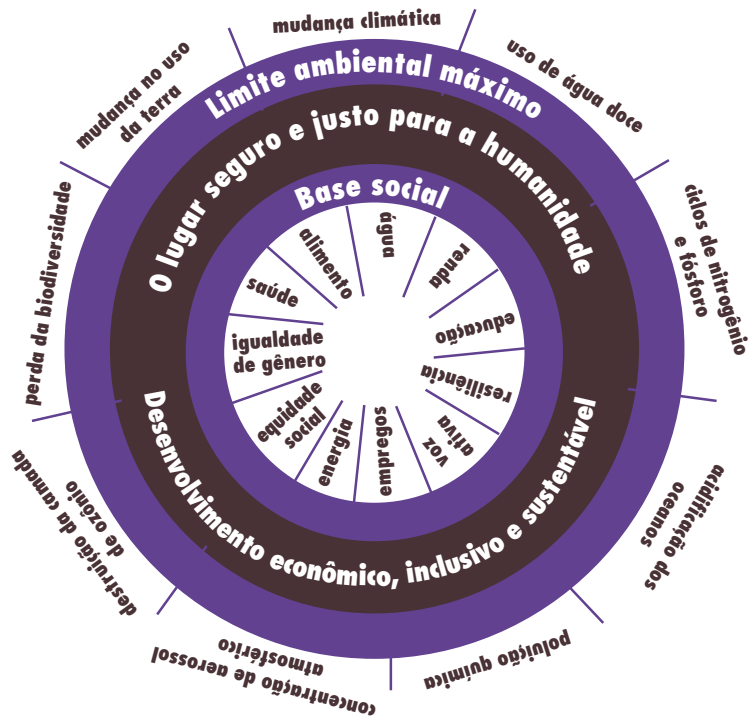 mudança climática
uso de água doce
ciclos de nitrogênio
e fósforo
acidificação dos
oceanos
poluição química
concentração de aerossol
atmosférico
destruição da camada
de ozônio
perda da biodiversidade
mudança no uso
da terra
Limite ambiental máximo
O lugar seguro e justo para a humanidade
Desenvolvimento econômico, inclusivo e sustentável
Base social
água
renda
educação
resiliência
voz
ativa
empregos
energia
equidade
social
igualdade
de gênero
saúde
alimento